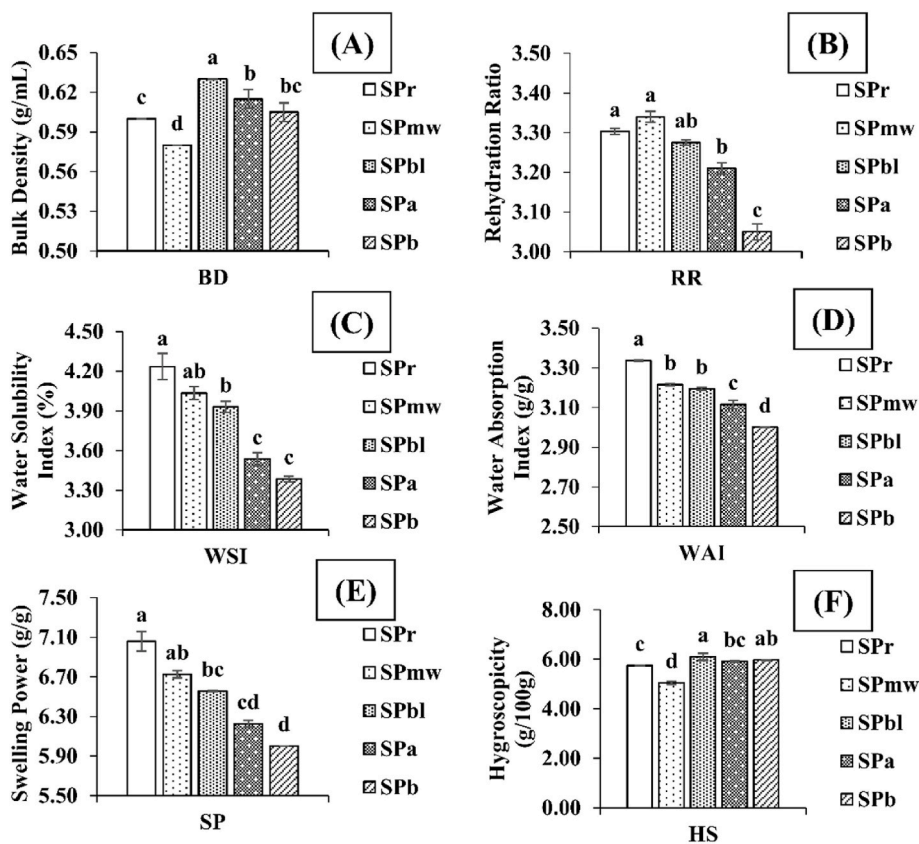 (A)
Bulk Density (g/mL)
0.65
0.62
0.59
0.56
0.53
0.50
c
d
a
b
bc
BD
SPr
SPmw
SPbl
SPa
SPb
(B)
Rehydration Ratio
3.50
3.40
3.30
3.20
3.10
3.00
a
a
ab
b
c
RR
SPr
SPmw
SPbl
SPa
SPb
(C)
Water Solubility
Index (%)
4.50
4.20
3.90
3.60
3.30
3.00
a
ab
b
c
c
WSI
SPr
SPmw
SPbl
SPa
SPb
(D)
Water Absorption
Index (g/g)
3.50
3.30
3.10
2.90
2.70
2.50
a
b
b
c
d
WAI
SPr
SPmw
SPbl
SPa
SPb
(E)
Swelling Power (g/g)
7.50
7.10
6.70
6.30
5.90
5.50
a
ab
bc
cd
d
SP
SPr
SPmw
SPbl
SPa
SPb
(F)
Hygroscopicity
(g/100g)
8.00
6.00
4.00
2.00
0.00
c
d
a
bc
ab
HS
SPr
SPmw
SPbl
SPa
SPb